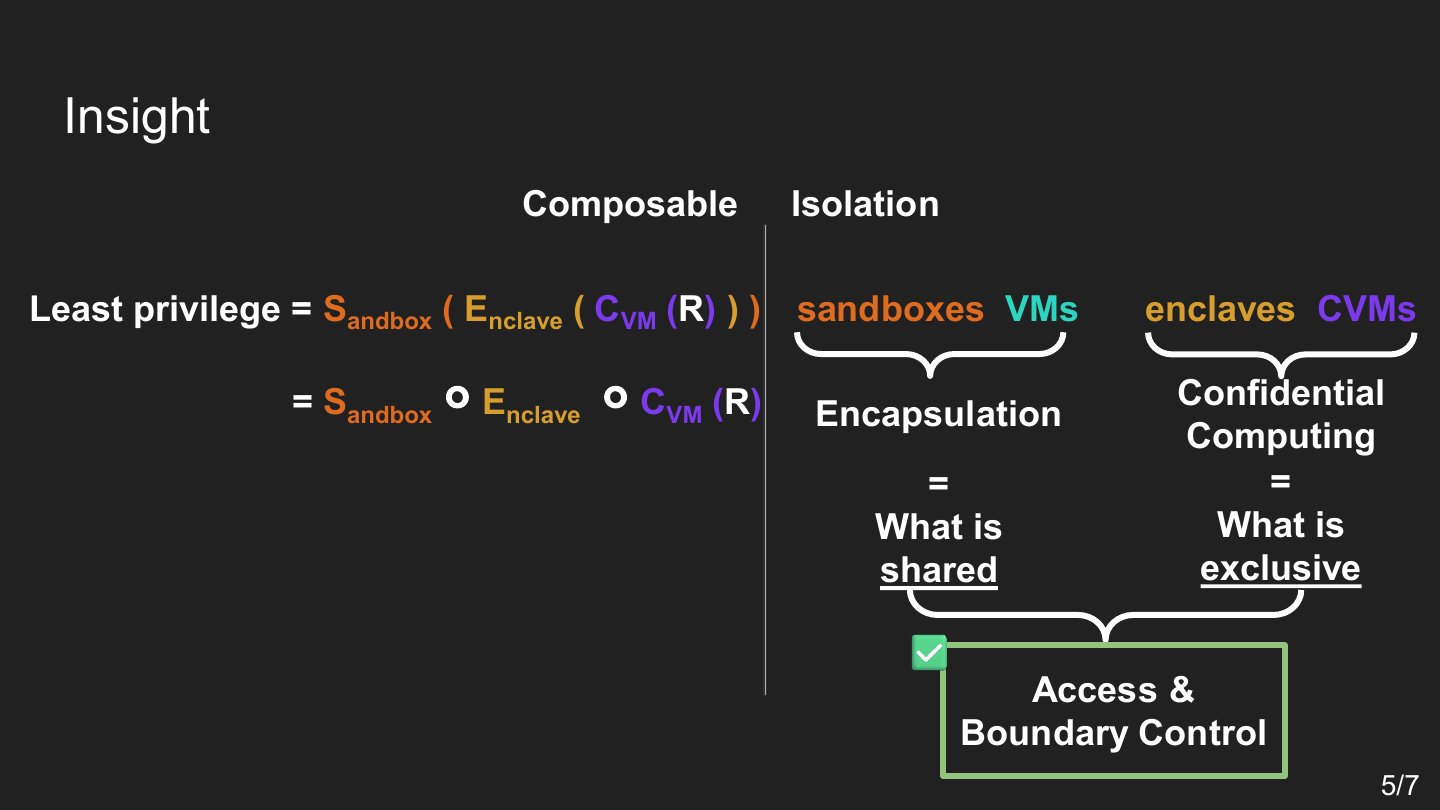 Insight
Composable Isolation
Least privilege = Sandbox ( Enclave ( CVM (R) ) )
= Sandbox ∘ Enclave ∘ CVM (R)
sandboxes VMs enclaves CVMs
Encapsulation
=
What is
shared
Confidential
Computing
=
What is
exclusive
✅
Access &
Boundary Control
5/7